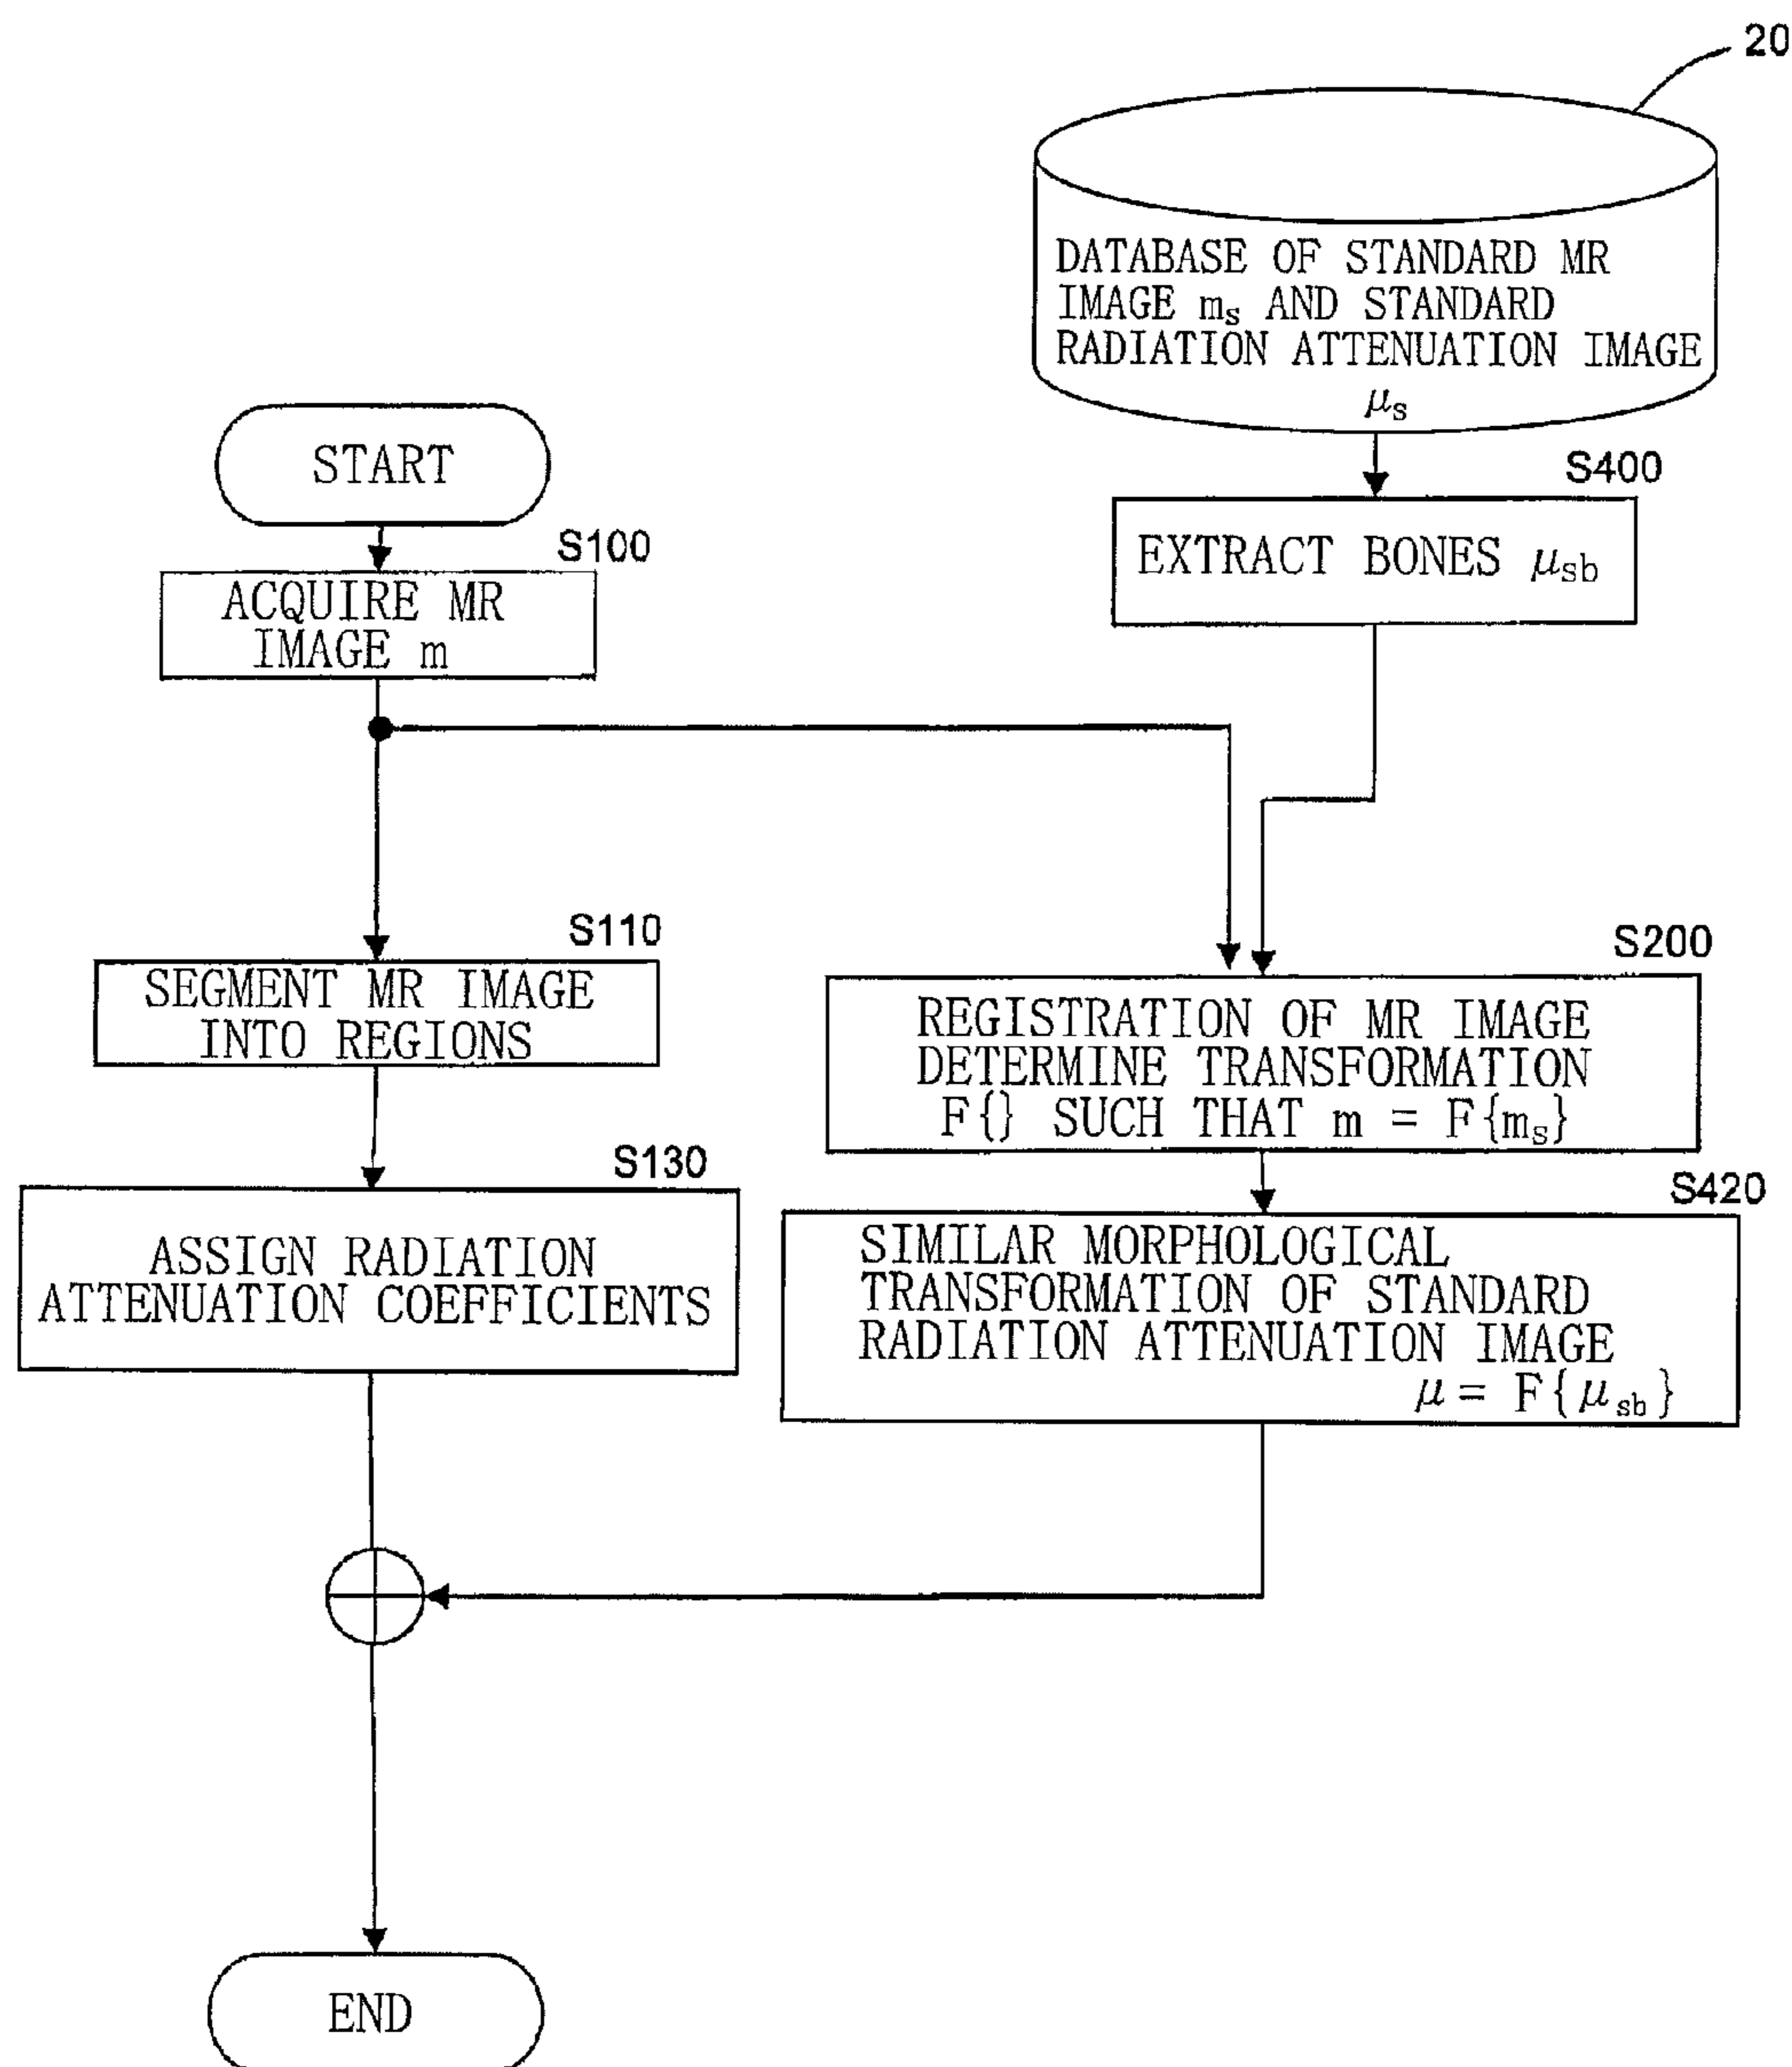 20
DATABASE OF STANDARD MR
IMAGE mₛ AND STANDARD
RADIATION ATTENUATION IMAGE
μₛ
START
S400
EXTRACT BONES μsb
S100
ACQUIRE MR
IMAGE m
S110
SEGMENT MR IMAGE
INTO REGIONS
S200
REGISTRATION OF MR IMAGE
DETERMINE TRANSFORMATION
F{} SUCH THAT m = F{mₛ}
S130
ASSIGN RADIATION
ATTENUATION COEFFICIENTS
S420
SIMILAR MORPHOLOGICAL
TRANSFORMATION OF STANDARD
RADIATION ATTENUATION IMAGE
μ = F{μsb}
END